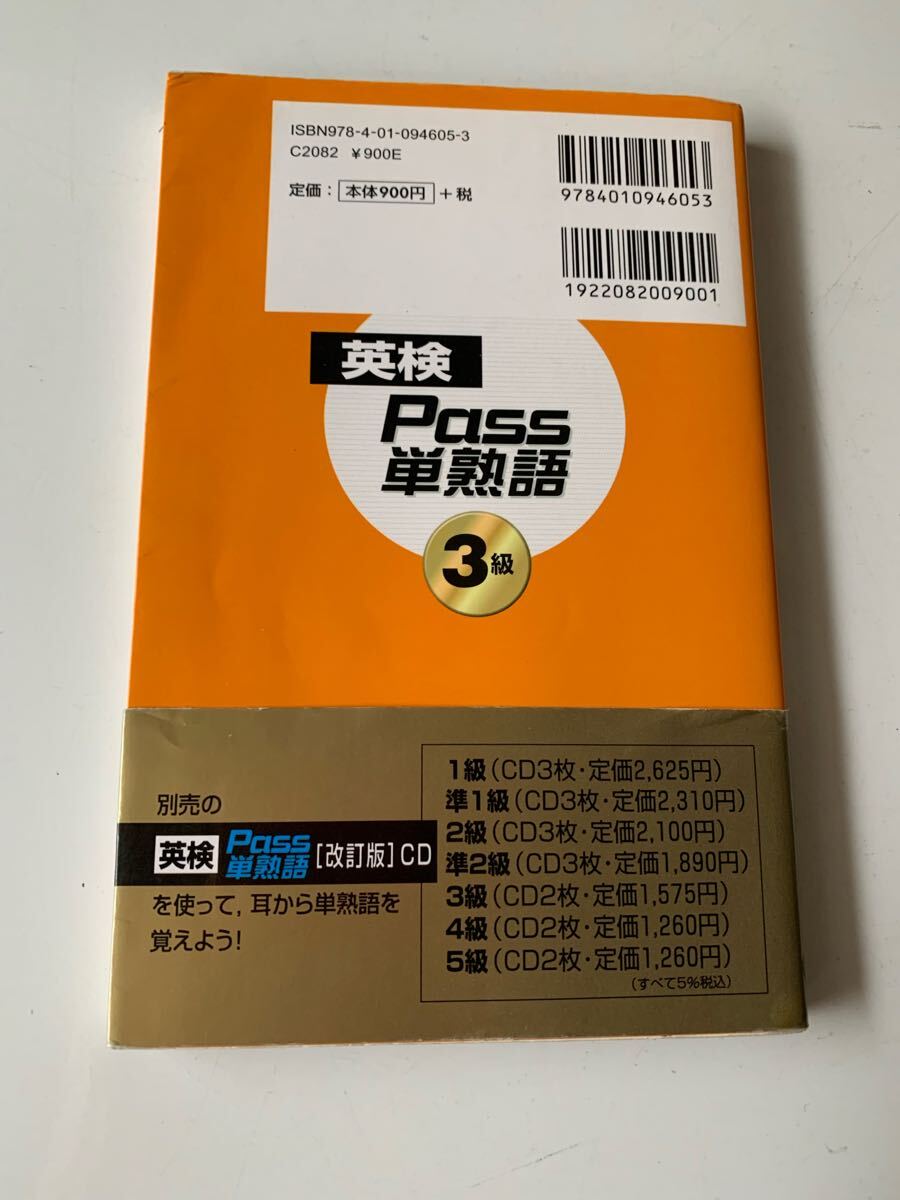 ISBN978-4-01-094605-3
C2082 ¥900E
定価：本体900円＋税
9784010946053
1922082009001
英検
Pass
単熟語
3級
別売の
英検 Pass単熟語［改訂版］CD
を使って，耳から単熟語を
覚えよう！
1級（CD3枚・定価2,625円）
準1級（CD3枚・定価2,310円）
2級（CD3枚・定価2,100円）
準2級（CD3枚・定価1,890円）
3級（CD2枚・定価1,575円）
4級（CD2枚・定価1,260円）
5級（CD2枚・定価1,260円）
（すべて5%税込）